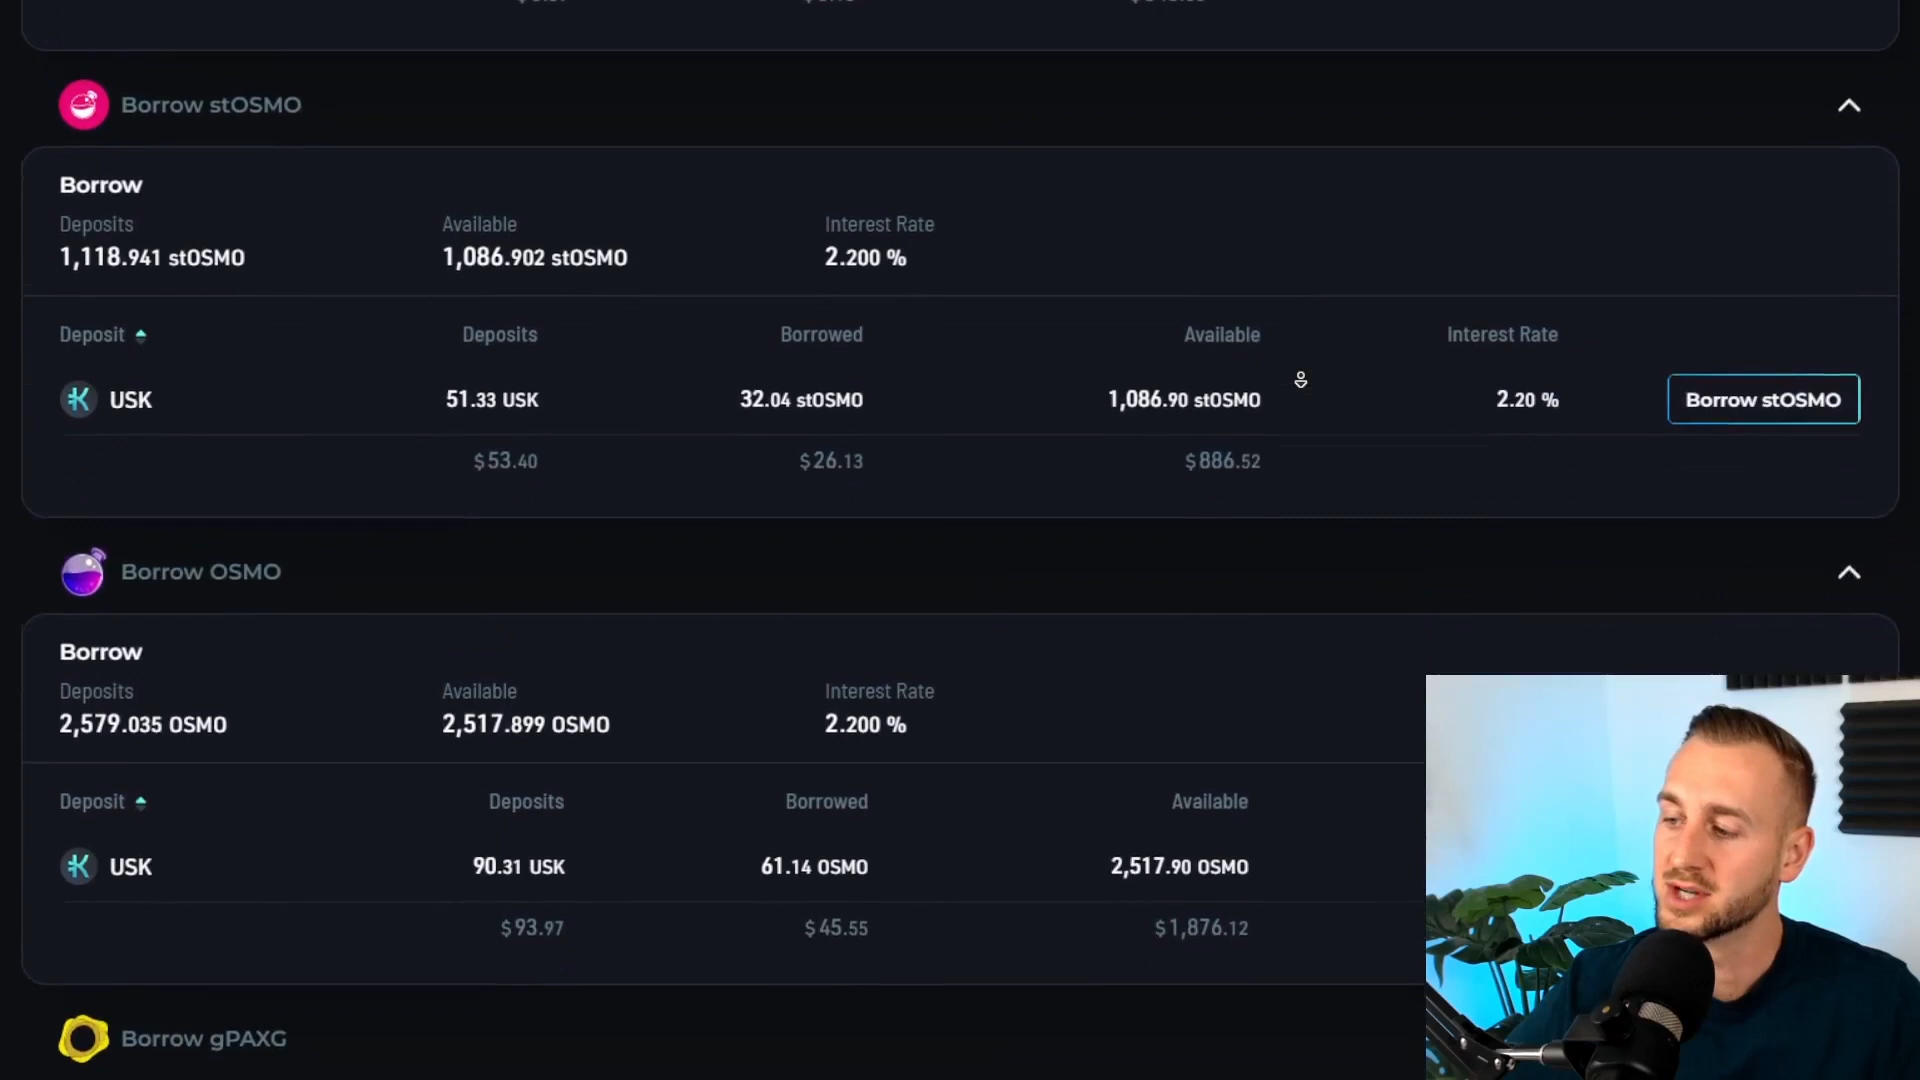 Borrow stOSMO
Borrow
Deposits Available Interest Rate
1,118.941 stOSMO 1,086.902 stOSMO 2.200 %
Deposit Deposits Borrowed Available Interest Rate
USK 51.33 USK 32.04 stOSMO 1,086.90 stOSMO 2.20 % Borrow stOSMO
$53.40 $26.13 $886.52
Borrow OSMO
Borrow
Deposits Available Interest Rate
2,579.035 OSMO 2,517.899 OSMO 2.200 %
Deposit Deposits Borrowed Available
USK 90.31 USK 61.14 OSMO 2,517.90 OSMO
$93.97 $45.55 $1,876.12
Borrow gPAXG